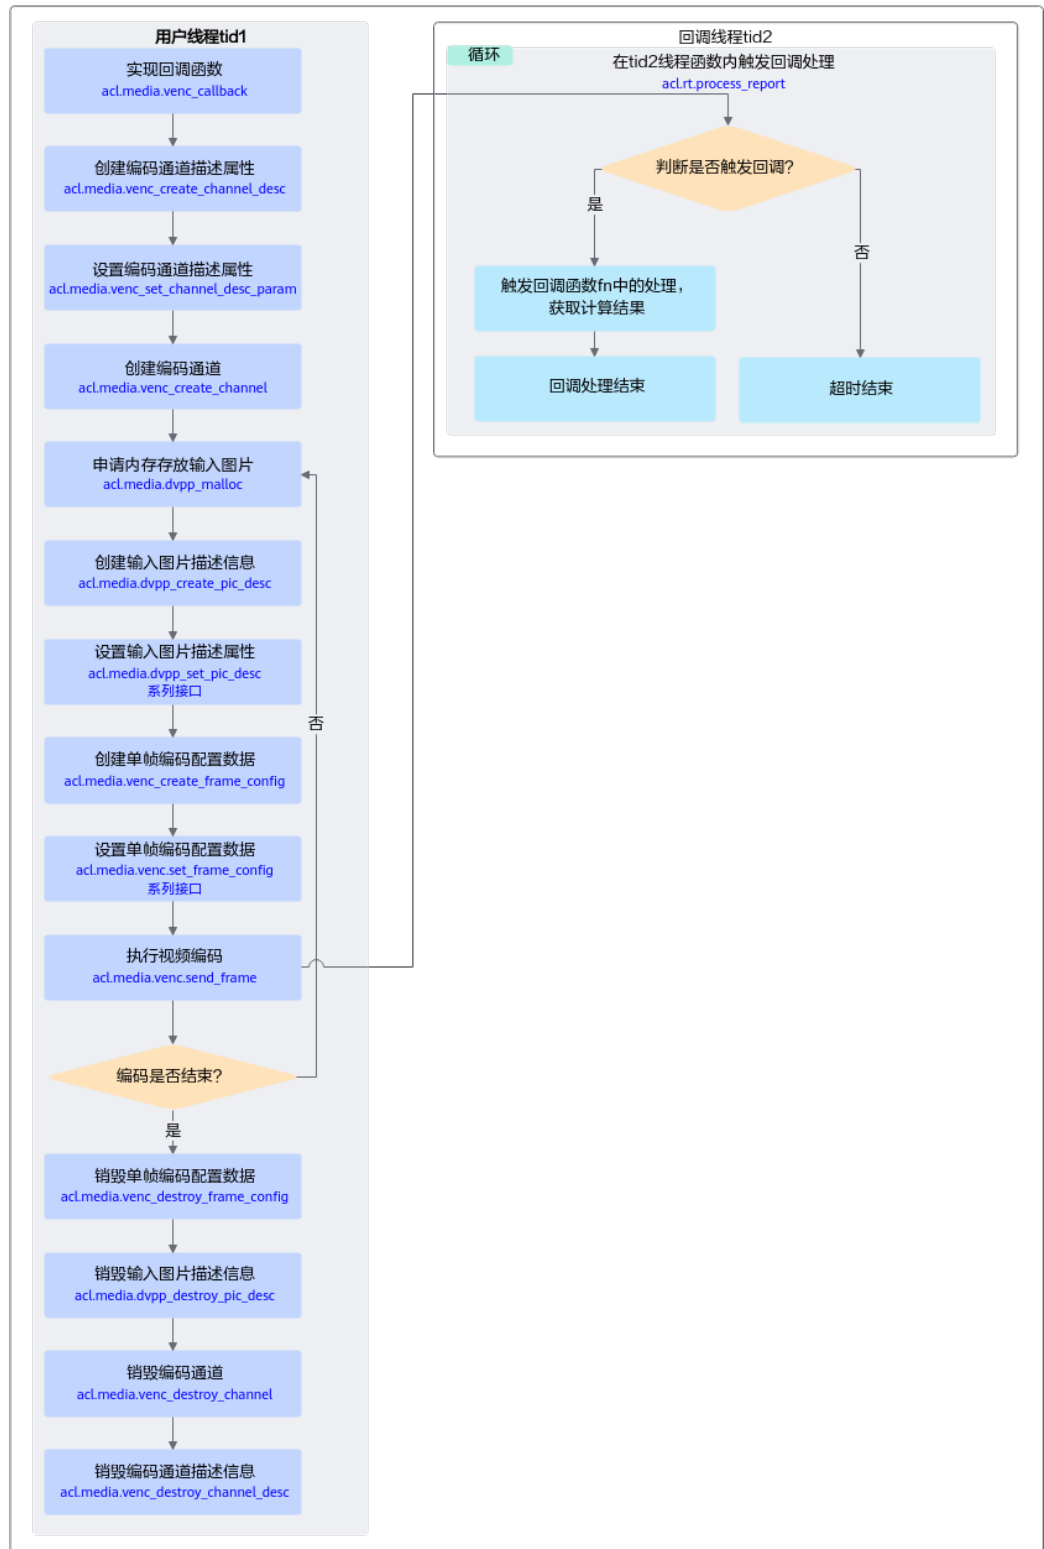 用户线程tid1
实现回调函数
acl.media.venc_callback
创建编码通道描述属性
acl.media.venc_create_channel_desc
设置编码通道描述属性
acl.media.venc_set_channel_desc_param
创建编码通道
acl.media.venc_create_channel
申请内存存放输入图片
acl.media.dvpp_malloc
创建输入图片描述信息
acl.media.dvpp_create_pic_desc
设置输入图片描述属性
acl.media.dvpp_set_pic_desc
系列接口
否
创建单帧编码配置数据
acl.media.venc_create_frame_config
设置单帧编码配置数据
acl.media.venc.set_frame_config
系列接口
执行视频编码
acl.media.venc.send_frame
编码是否结束?
是
销毁单帧编码配置数据
acl.media.venc_destroy_frame_config
销毁输入图片描述信息
acl.media.dvpp_destroy_pic_desc
销毁编码通道
acl.media.venc_destroy_channel
销毁编码通道描述信息
acl.media.venc_destroy_channel_desc
回调线程tid2
循环
在tid2线程函数内触发回调处理
acl.rt.process_report
判断是否触发回调?
是
否
触发回调函数fn中的处理，
获取计算结果
回调处理结束
超时结束